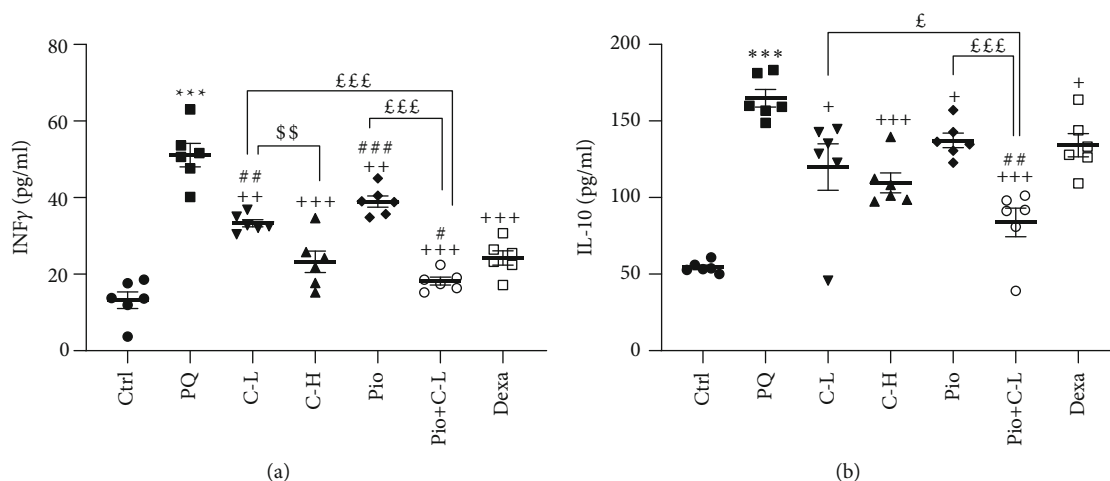 £
***
£££
£££
£££
$$
###
++
##
++
+++
#
+++
+++
80
60
40
20
0
INFγ (pg/ml)
Ctrl
PQ
C-L
C-H
Pio
Pio+C-L
Dexa
(a)
***
+
+++
+
##
+++
+
200
150
100
50
0
IL-10 (pg/ml)
Ctrl
PQ
C-L
C-H
Pio
Pio+C-L
Dexa
(b)